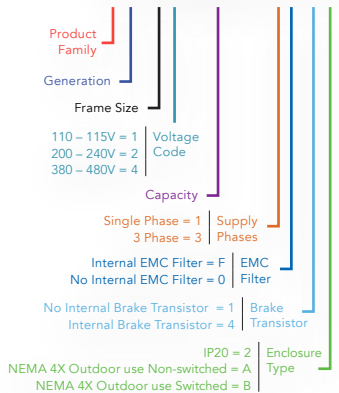 Product
Family
Generation
Frame Size
110 – 115V = 1
200 – 240V = 2
380 – 480V = 4
Voltage
Code
Capacity
Single Phase = 1
3 Phase = 3
Supply
Phases
Internal EMC Filter = F
No Internal EMC Filter = 0
EMC
Filter
No Internal Brake Transistor = 1
Internal Brake Transistor = 4
Brake
Transistor
IP20 = 2
NEMA 4X Outdoor use Non-switched = A
NEMA 4X Outdoor use Switched = B
Enclosure
Type